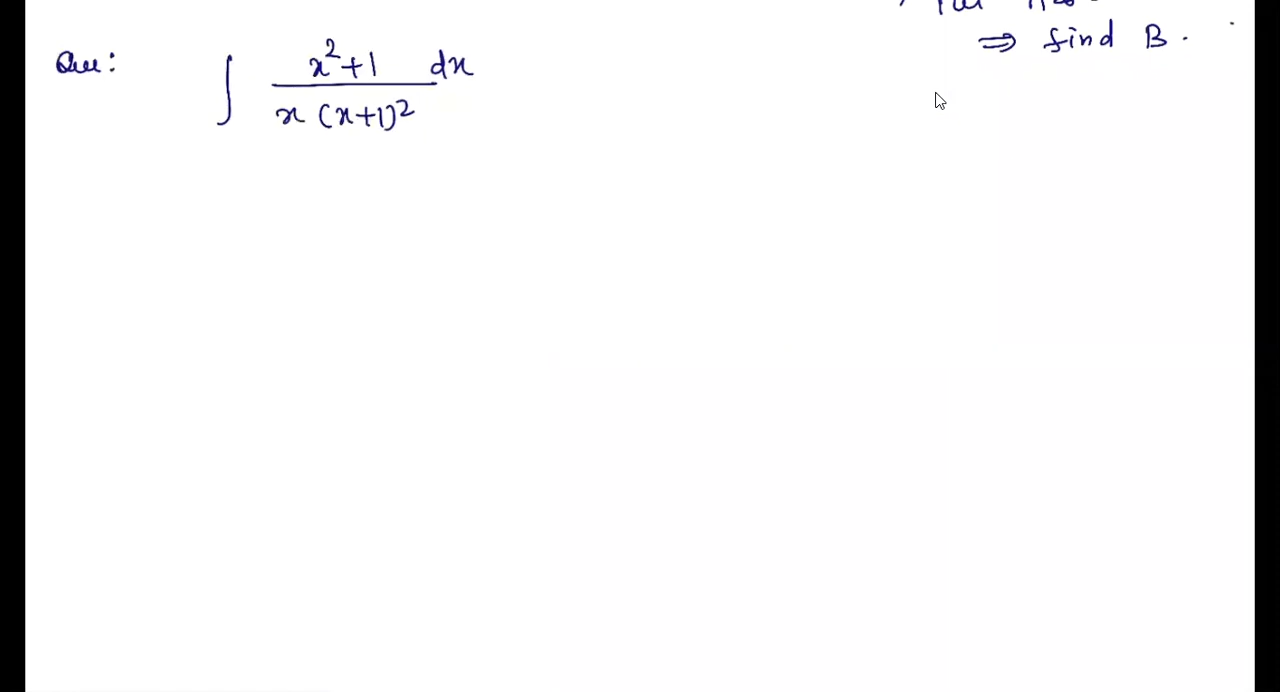 ⇒ find B.
Que: ∫ x²+1 dx
x (x+1)²